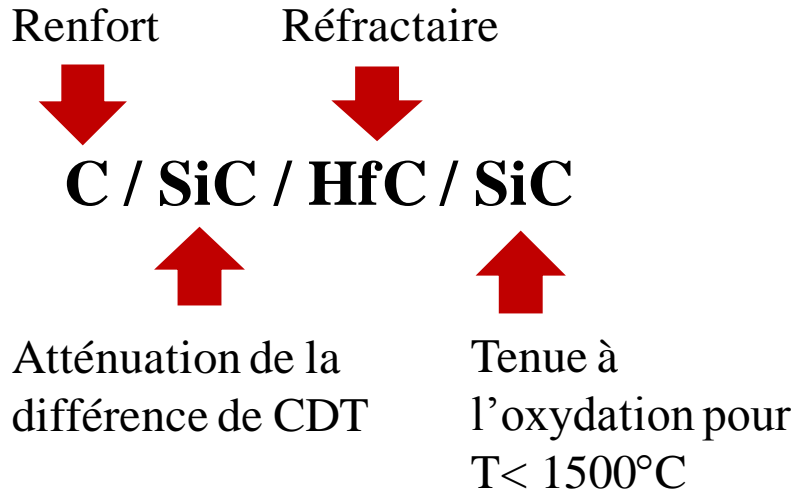 Renfort
Réfractaire
C / SiC / HfC / SiC
Atténuation de la
différence de CDT
Tenue à
l'oxydation pour
T< 1500°C